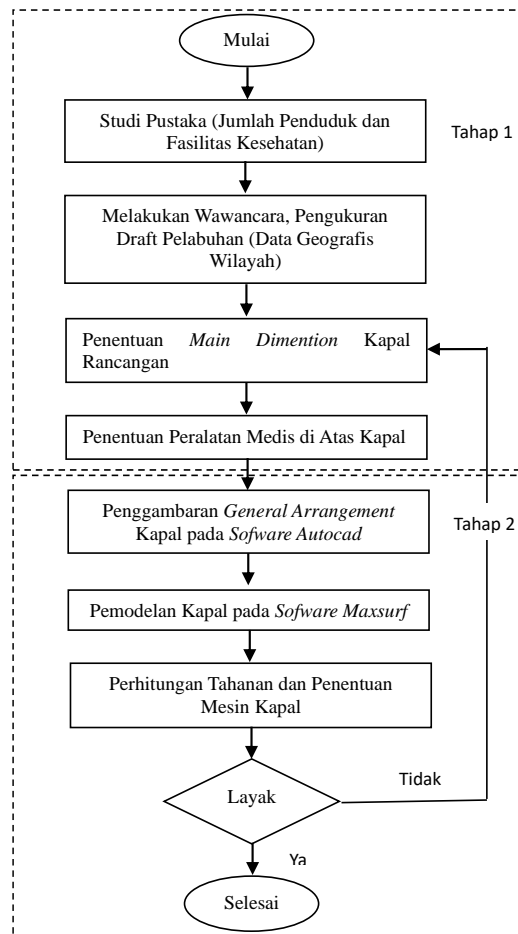 Mulai
Studi Pustaka (Jumlah Penduduk dan
Fasilitas Kesehatan)
Tahap 1
Melakukan Wawancara, Pengukuran
Draft Pelabuhan (Data Geografis
Wilayah)
Penentuan Main Dimention Kapal
Rancangan
Penentuan Peralatan Medis di Atas Kapal
Penggambaran General Arrangement
Kapal pada Sofware Autocad
Tahap 2
Pemodelan Kapal pada Sofware Maxsurf
Perhitungan Tahanan dan Penentuan
Mesin Kapal
Layak
Tidak
Ya
Selesai